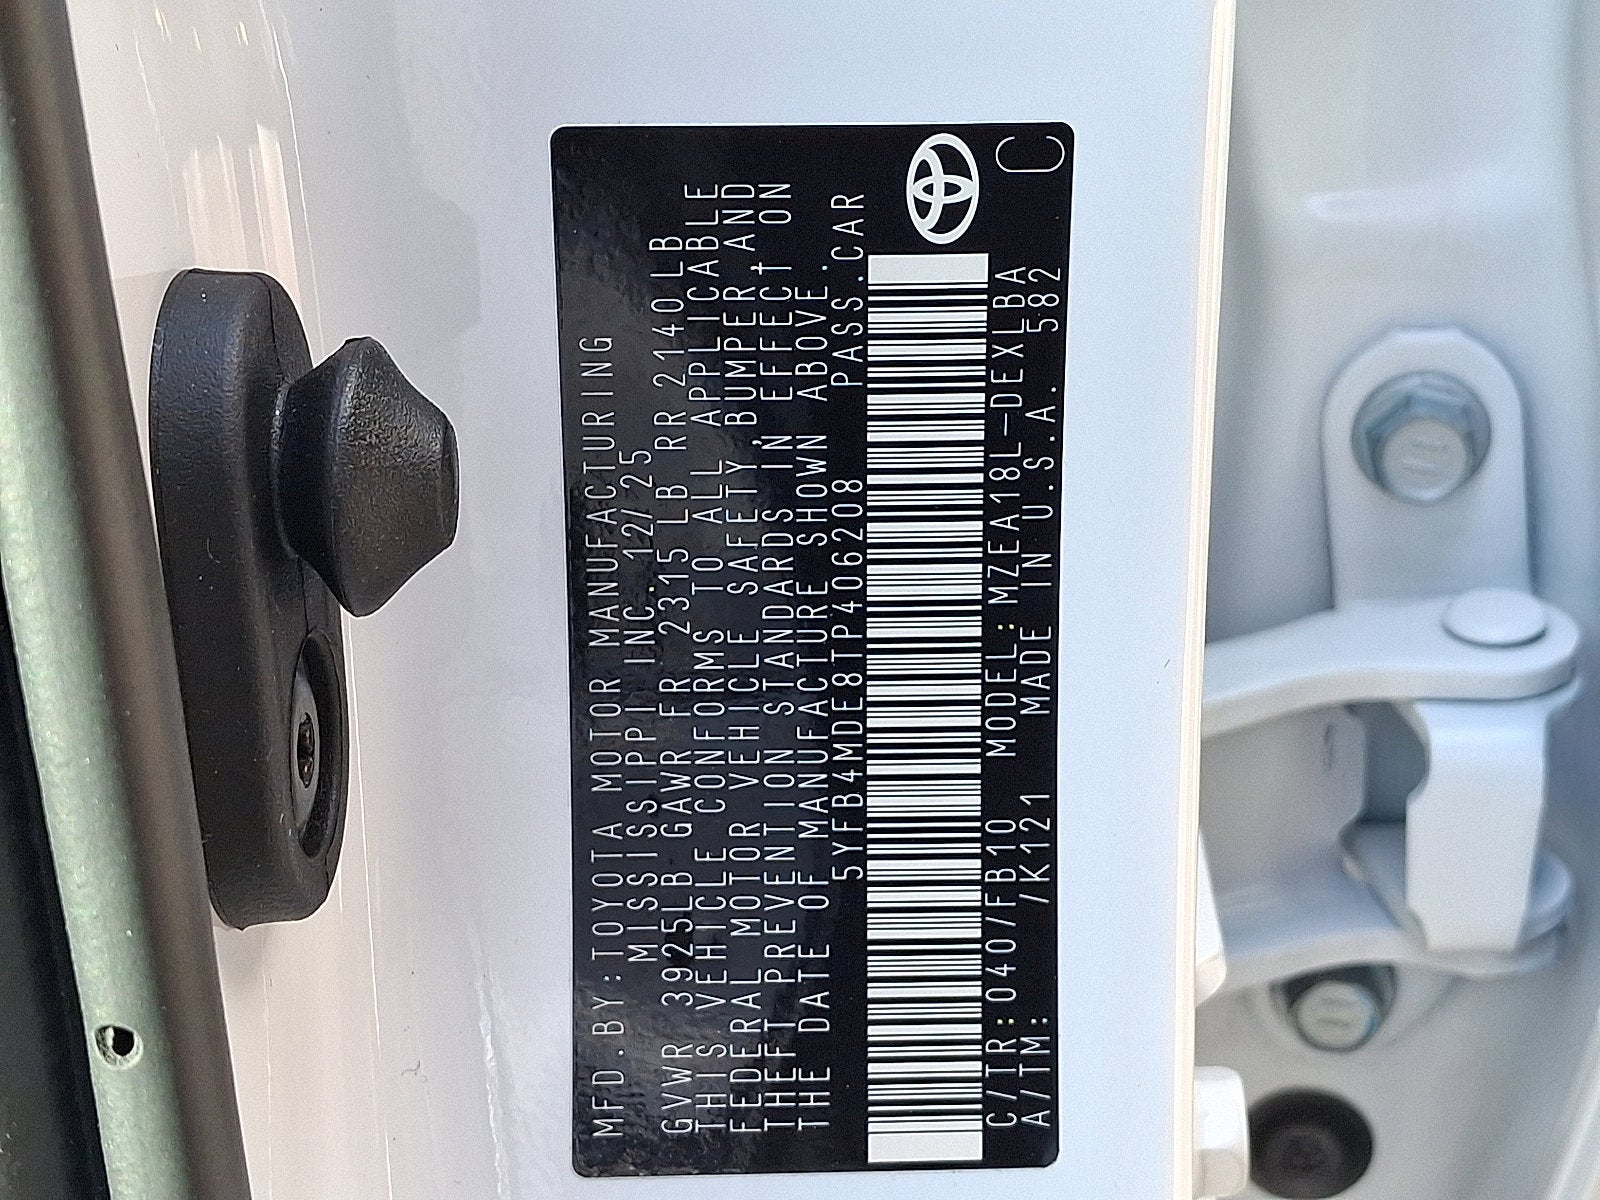 MFD.BY:TOYOTA MOTOR MANUFACTURING
MISSISSIPPI INC.12/25
GVWR 3925LB GAWR FR 2315 LB RR 2140 LB
THIS VEHICLE CONFORMS TO ALL APPLICABLE
FEDERAL MOTOR VEHICLE SAFETY,BUMPER,AND
THEFT PREVENTION STANDARDS IN EFFECT ON
THE DATE OF MANUFACTURE SHOWN ABOVE.
5YFB4MDE8TP406208 PASS.CAR
C/TR:040/FB10 MODEL:MZEA18L-DEXLBA
A/TM: /K121 MADE IN U.S.A. 582
C